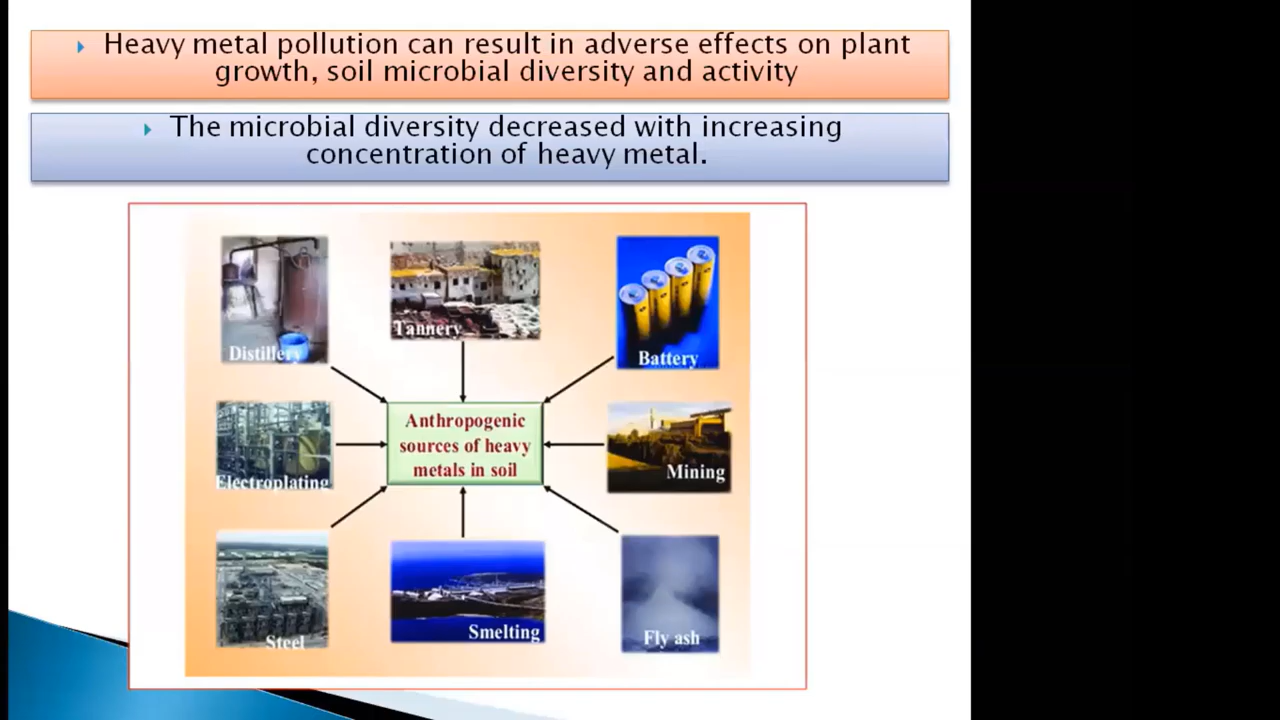 Heavy metal pollution can result in adverse effects on plant
growth, soil microbial diversity and activity
The microbial diversity decreased with increasing
concentration of heavy metal.
Distillery
Tannery
Battery
Anthropogenic
sources of heavy
metals in soil
Electroplating
Mining
Steel
Smelting
Fly ash